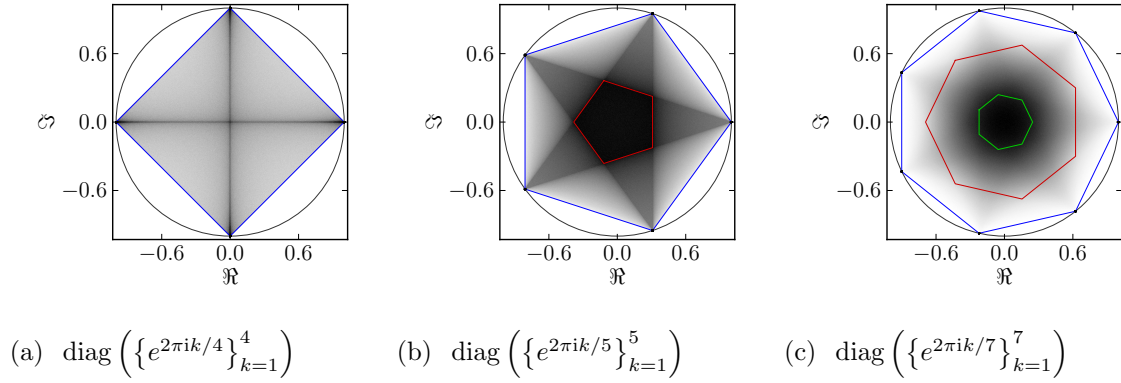 0.6
0.0
−0.6
ℑ
−0.6 0.0 0.6
ℜ
0.6
0.0
−0.6
ℑ
−0.6 0.0 0.6
ℜ
0.6
0.0
−0.6
ℑ
−0.6 0.0 0.6
ℜ
(a) diag ({e^{2πik/4}}_{k=1}^{4})
(b) diag ({e^{2πik/5}}_{k=1}^{5})
(c) diag ({e^{2πik/7}}_{k=1}^{7})